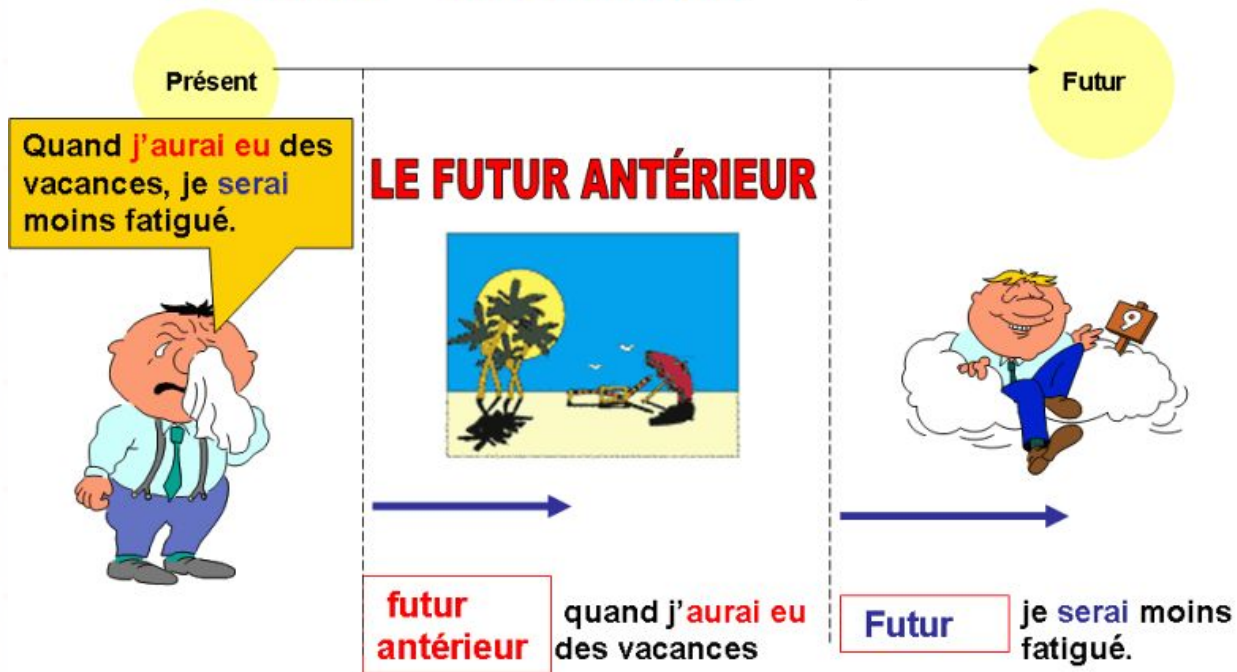 Présent
Futur
Quand j'aurai eu des
vacances, je serai
moins fatigué.
LE FUTUR ANTÉRIEUR
9
futur
antérieur
quand j'aurai eu
des vacances
Futur
je serai moins
fatigué.